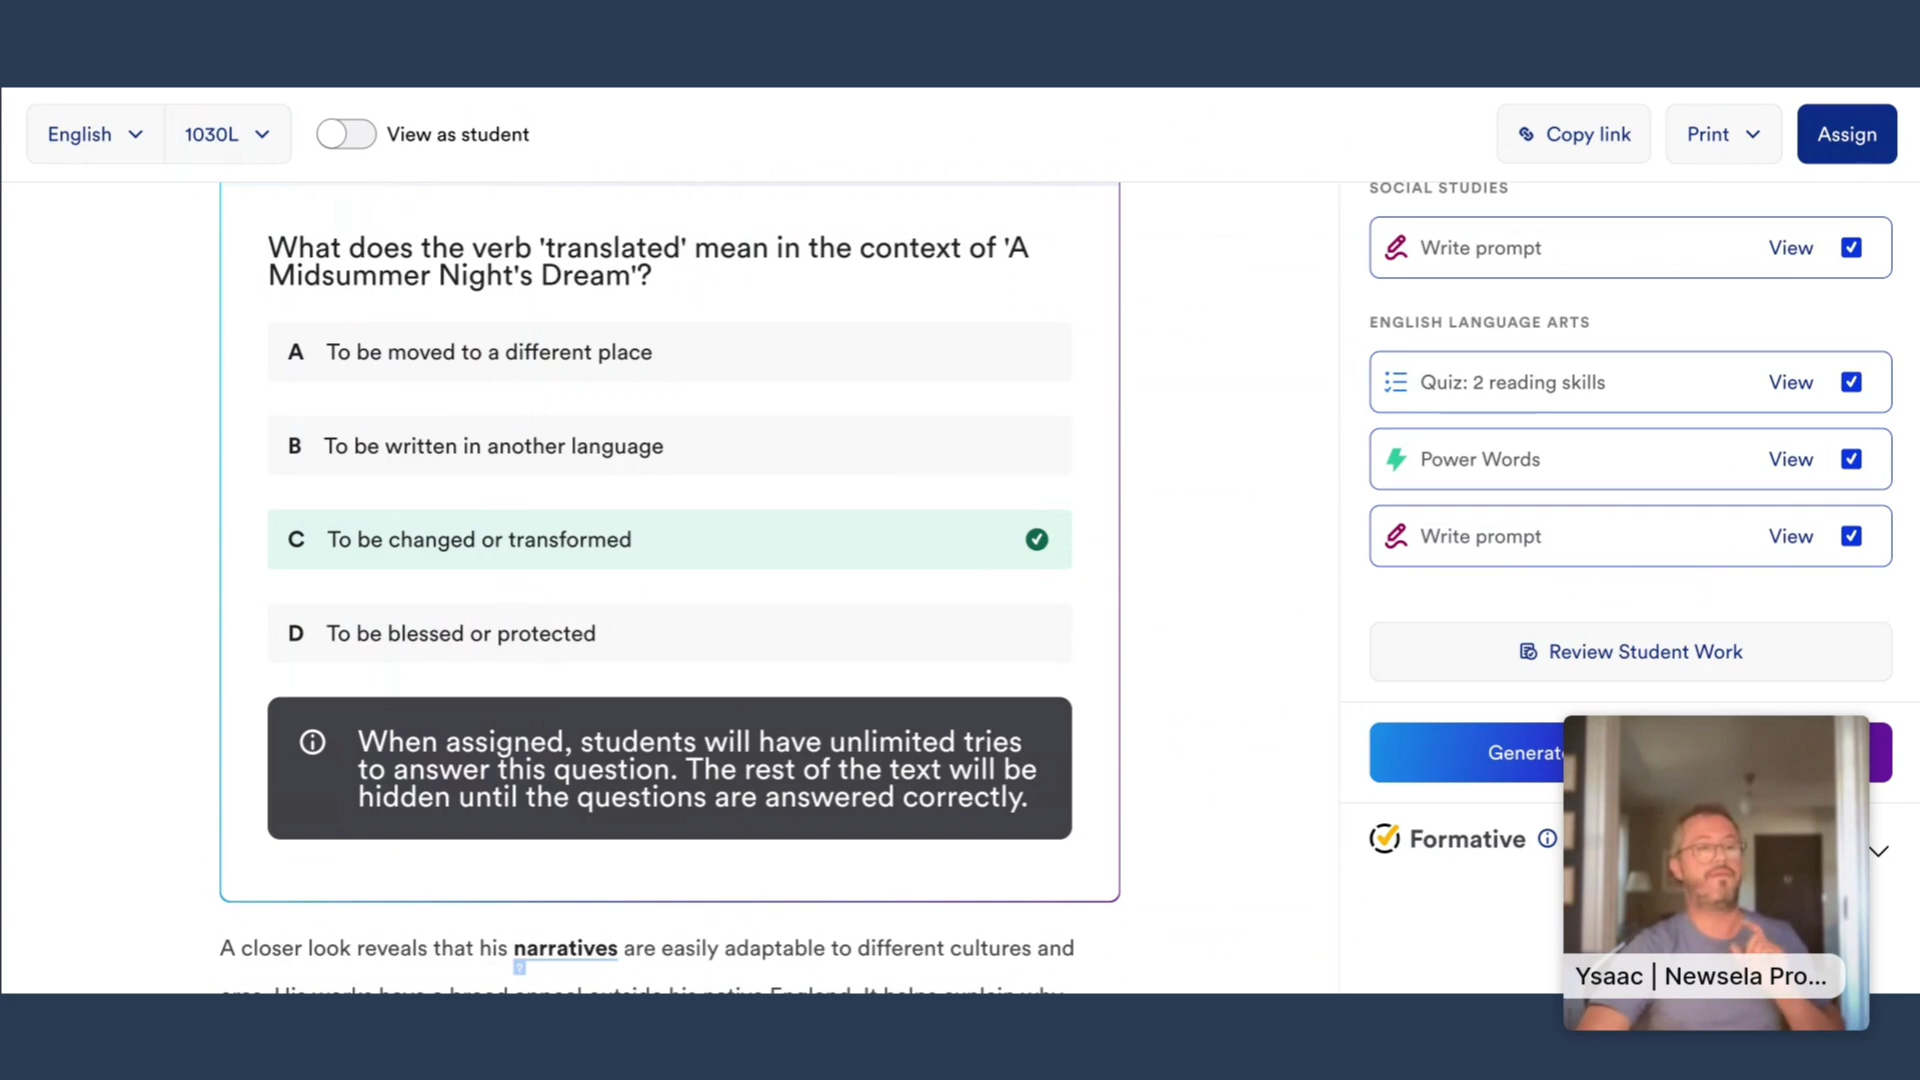 English
1030L
View as student
Copy link
Print
Assign
What does the verb 'translated' mean in the context of 'A
Midsummer Night's Dream'?
A To be moved to a different place
B To be written in another language
C To be changed or transformed
D To be blessed or protected
When assigned, students will have unlimited tries
to answer this question. The rest of the text will be
hidden until the questions are answered correctly.
A closer look reveals that his narratives are easily adaptable to different cultures and
SOCIAL STUDIES
Write prompt View
ENGLISH LANGUAGE ARTS
Quiz: 2 reading skills View
Power Words View
Write prompt View
Review Student Work
Formative
Ysaac | Newsela Pro...